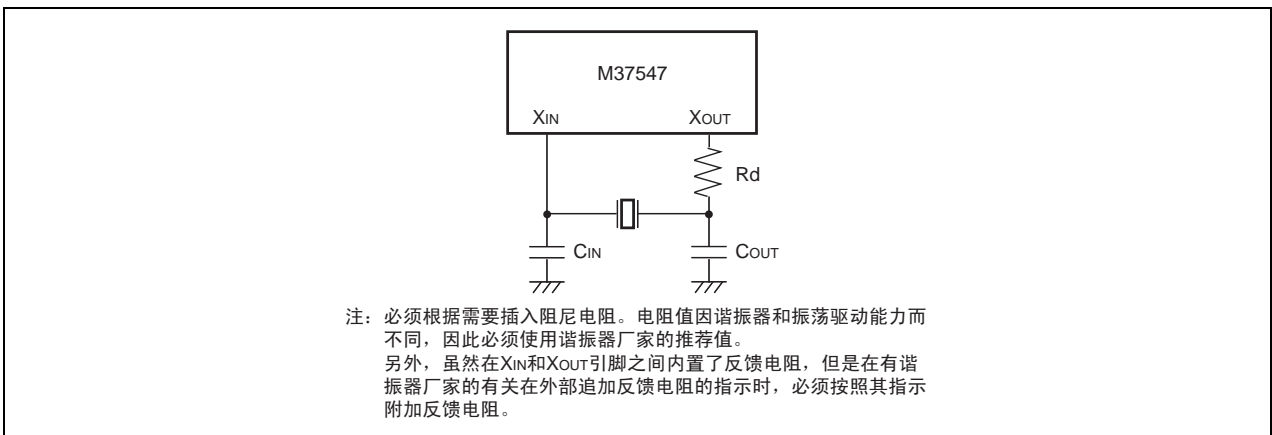 M37547
XIN XOUT
Rd
CIN COUT
注：必须根据需要插入阻尼电阻。电阻值因谐振器和振荡驱动能力而
不同，因此必须使用谐振器厂家的推荐值。
另外，虽然在XIN和XOUT引脚之间内置了反馈电阻，但是在有谐
振器厂家的有关在外部追加反馈电阻的指示时，必须按照其指示
附加反馈电阻。